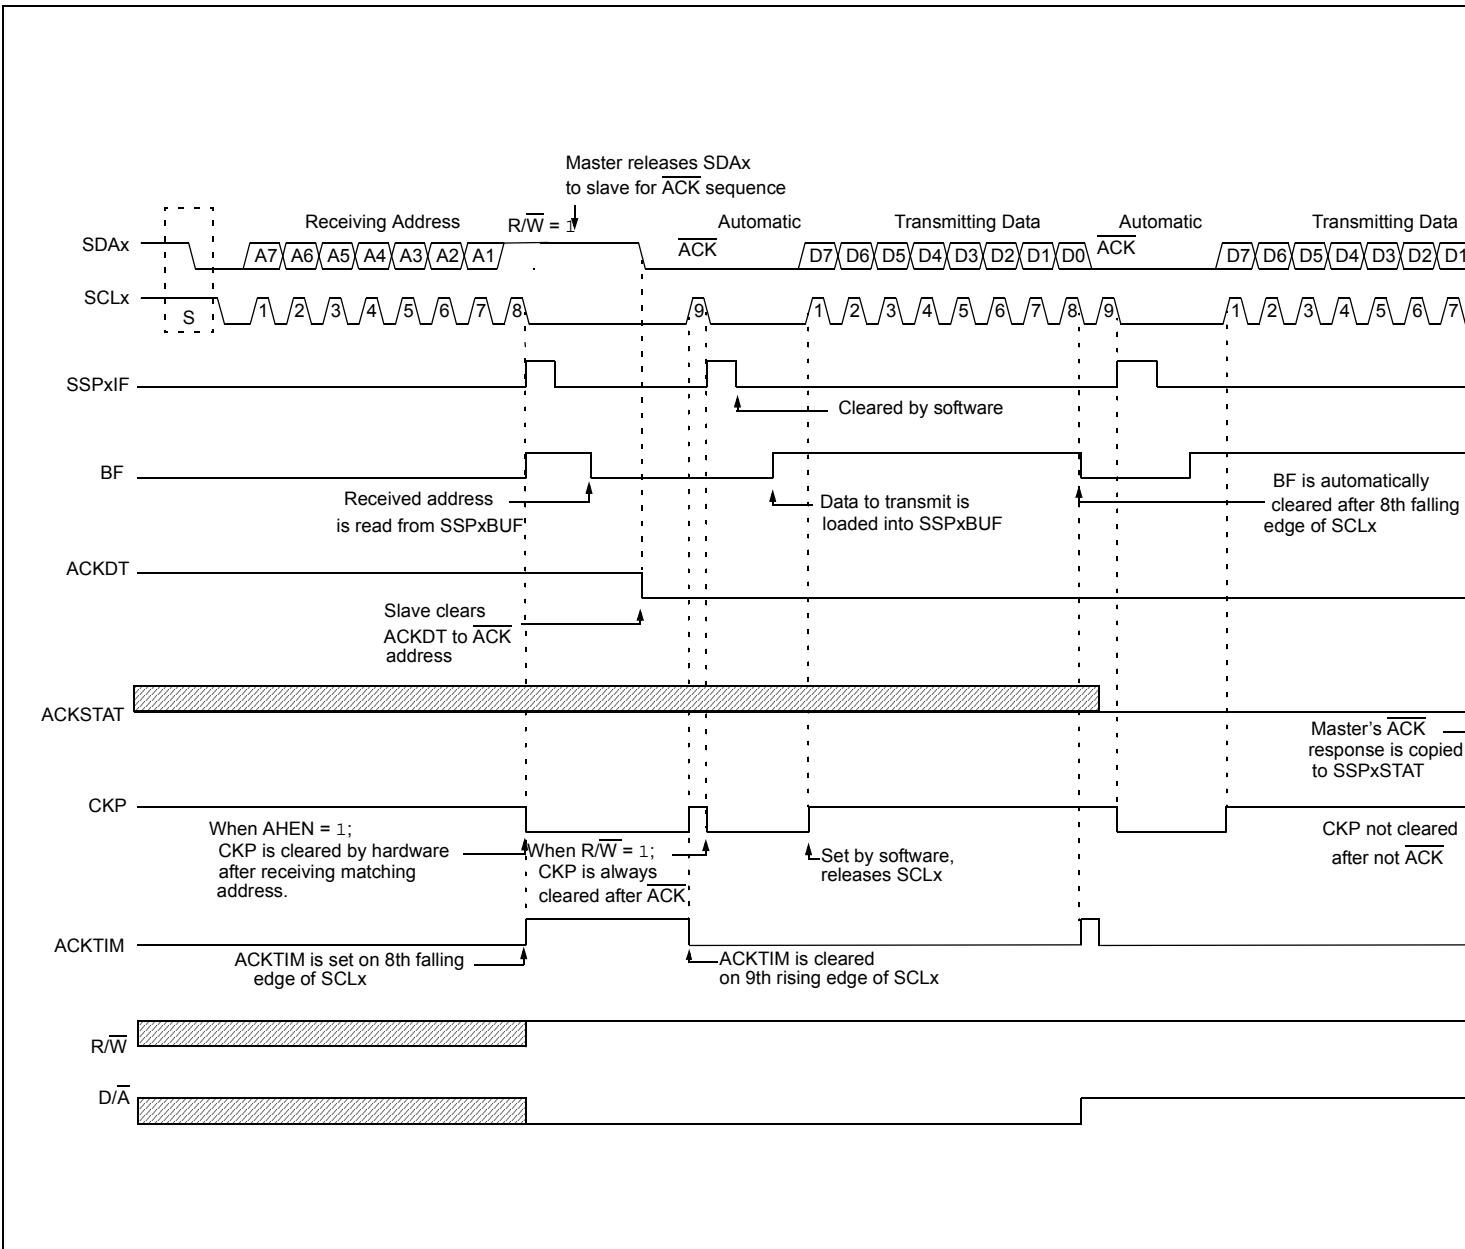 Master releases SDAx
to slave for ACK sequence
Receiving Address
R/W = 1
Automatic
Transmitting Data
Automatic
Transmitting Data
SDAx
A7 A6 A5 A4 A3 A2 A1
ACK
D7 D6 D5 D4 D3 D2 D1 D0
ACK
D7 D6 D5 D4 D3 D2 D1
SCLx
S
1 2 3 4 5 6 7 8
9
1 2 3 4 5 6 7 8 9
1 2 3 4 5 6 7
SSPxIF
Cleared by software
BF
Received address
is read from SSPxBUF
Data to transmit is
loaded into SSPxBUF
BF is automatically
cleared after 8th falling
edge of SCLx
ACKDT
Slave clears
ACKDT to ACK
address
ACKSTAT
Master's ACK
response is copied
to SSPxSTAT
CKP
When AHEN = 1;
CKP is cleared by hardware
after receiving matching
address.
When R/W = 1;
CKP is always
cleared after ACK
Set by software,
releases SCLx
CKP not cleared
after not ACK
ACKTIM
ACKTIM is set on 8th falling
edge of SCLx
ACKTIM is cleared
on 9th rising edge of SCLx
R/W
D/A